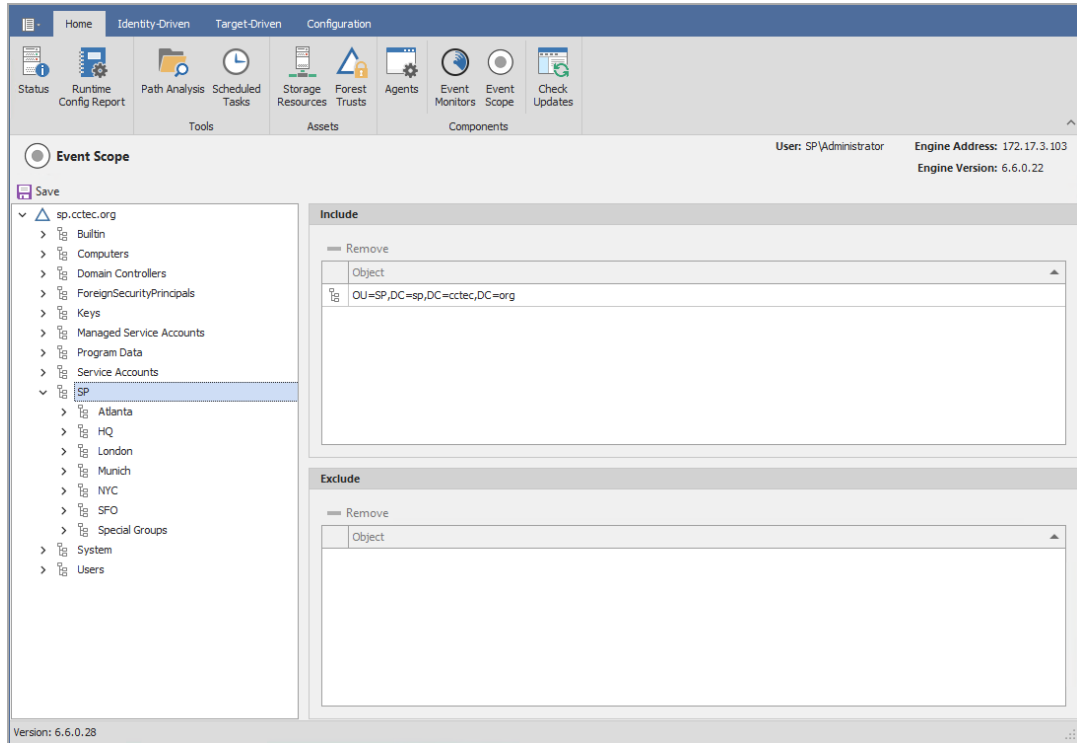 Home Identity-Driven Target-Driven Configuration
Status
Runtime
Config Report
Path Analysis
Scheduled
Tasks
Storage
Resources
Forest
Trusts
Agents
Event
Monitors
Event
Scope
Check
Updates
Tools Assets Components
Event Scope
User: SP\Administrator
Engine Address: 172.17.3.103
Engine Version: 6.6.0.22
Save
sp.cctec.org
Builtin
Computers
Domain Controllers
ForeignSecurityPrincipals
Keys
Managed Service Accounts
Program Data
Service Accounts
SP
Atlanta
HQ
London
Munich
NYC
SFO
Special Groups
System
Users
Include
Remove
Object
OU=SP,DC=sp,DC=cctec,DC=org
Exclude
Remove
Object
Version: 6.6.0.28